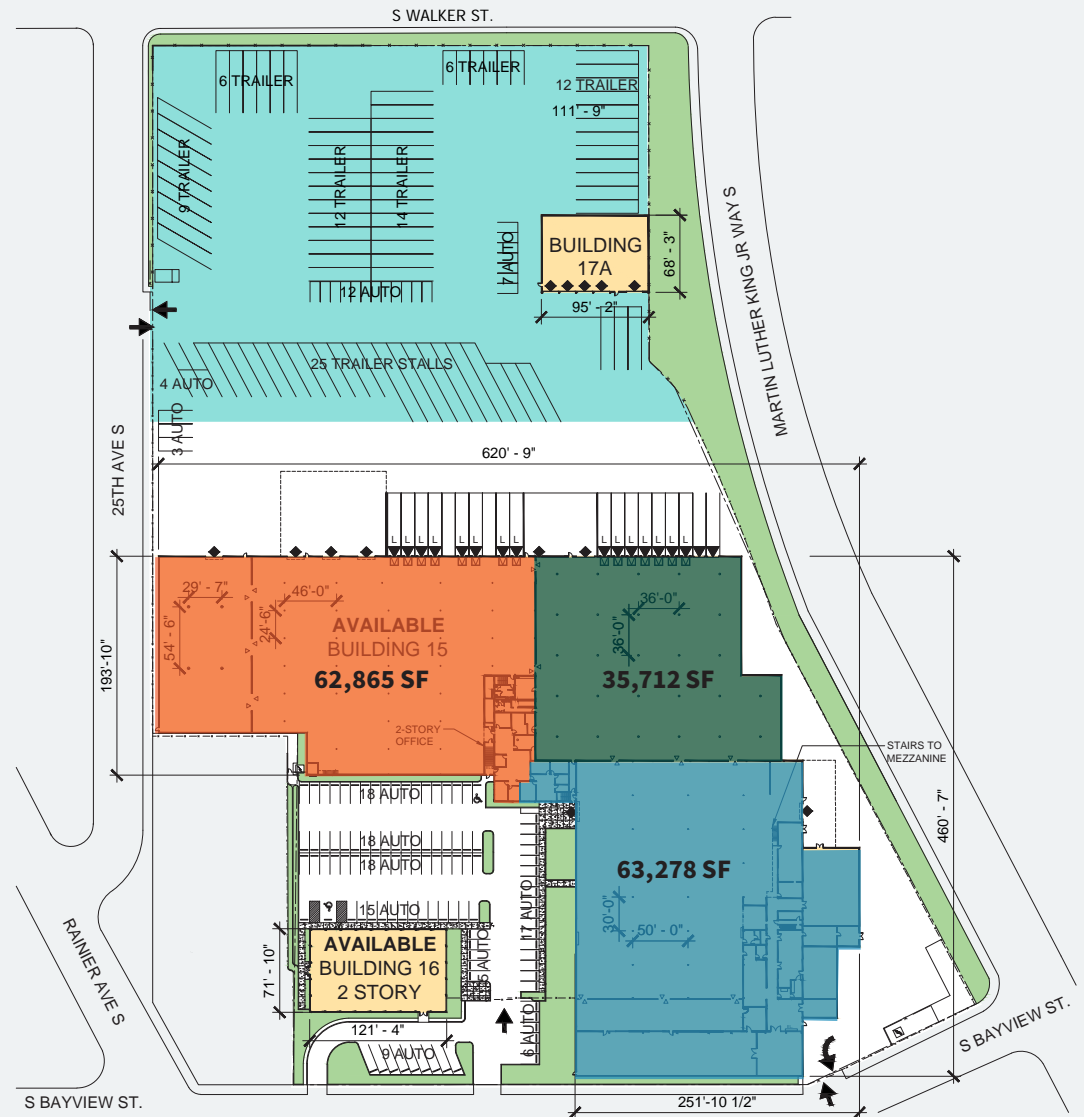 S WALKER ST.
6 TRAILER
6 TRAILER
12 TRAILER
111' - 9"
9 TRAILER
12 TRAILER
14 TRAILER
7 AUTO
BUILDING
17A
68' - 3"
12 AUTO
95' - 2"
MARTIN LUTHER KING JR WAY S
25 TRAILER STALLS
4 AUTO
3 AUTO
25TH AVE S
620' - 9"
L L L L L L L L
L L L L L L L
29' - 7"
46'-0"
36'-0"
54' - 6"
24'-6"
36'-0"
AVAILABLE
BUILDING 15
62,865 SF
35,712 SF
193'-10"
2-STORY
OFFICE
STAIRS TO
MEZZANINE
460' - 7"
18 AUTO
18 AUTO
18 AUTO
63,278 SF
15 AUTO
17 AUTO
30'-0"
50' - 0"
RAINIER AVE S
71' - 10"
AVAILABLE
BUILDING 16
2 STORY
5 AUTO
121' - 4"
9 AUTO
6 AUTO
S BAYVIEW ST.
S BAYVIEW ST.
251'-10 1/2"